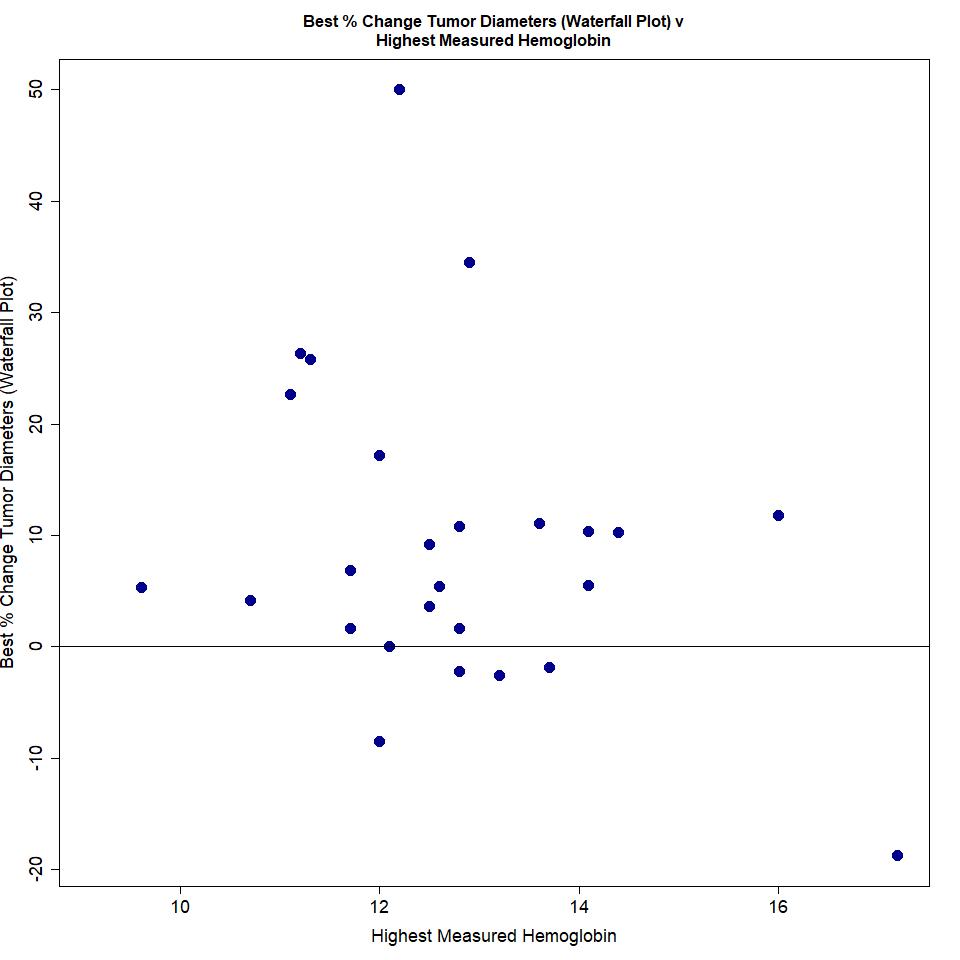 Best % Change Tumor Diameters (Waterfall Plot) v
Highest Measured Hemoglobin
Best % Change Tumor Diameters (Waterfall Plot)
50
40
30
20
10
0
-10
-20
10 12 14 16
Highest Measured Hemoglobin